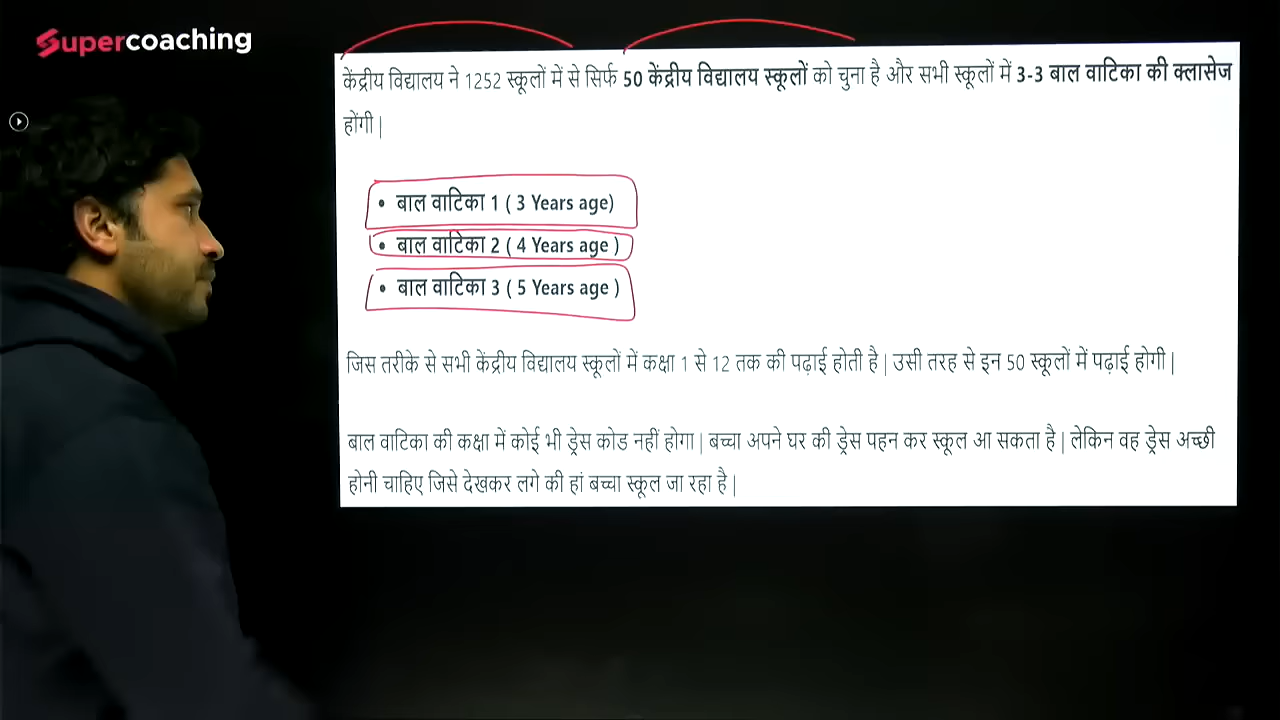 Supercoaching
केंद्रीय विद्यालय ने 1252 स्कूलों में से सिर्फ 50 केंद्रीय विद्यालय स्कूलों को चुना है और सभी स्कूलों में 3-3 बाल वाटिका की क्लासेज
होंगी |
• बाल वाटिका 1 ( 3 Years age)
• बाल वाटिका 2 ( 4 Years age )
• बाल वाटिका 3 ( 5 Years age )
जिस तरीके से सभी केंद्रीय विद्यालय स्कूलों में कक्षा 1 से 12 तक की पढ़ाई होती है | उसी तरह से इन 50 स्कूलों में पढ़ाई होगी |
बाल वाटिका की कक्षा में कोई भी ड्रेस कोड नहीं होगा | बच्चा अपने घर की ड्रेस पहन कर स्कूल आ सकता है | लेकिन वह ड्रेस अच्छी
होनी चाहिए जिसे देखकर लगे की हां बच्चा स्कूल जा रहा है |